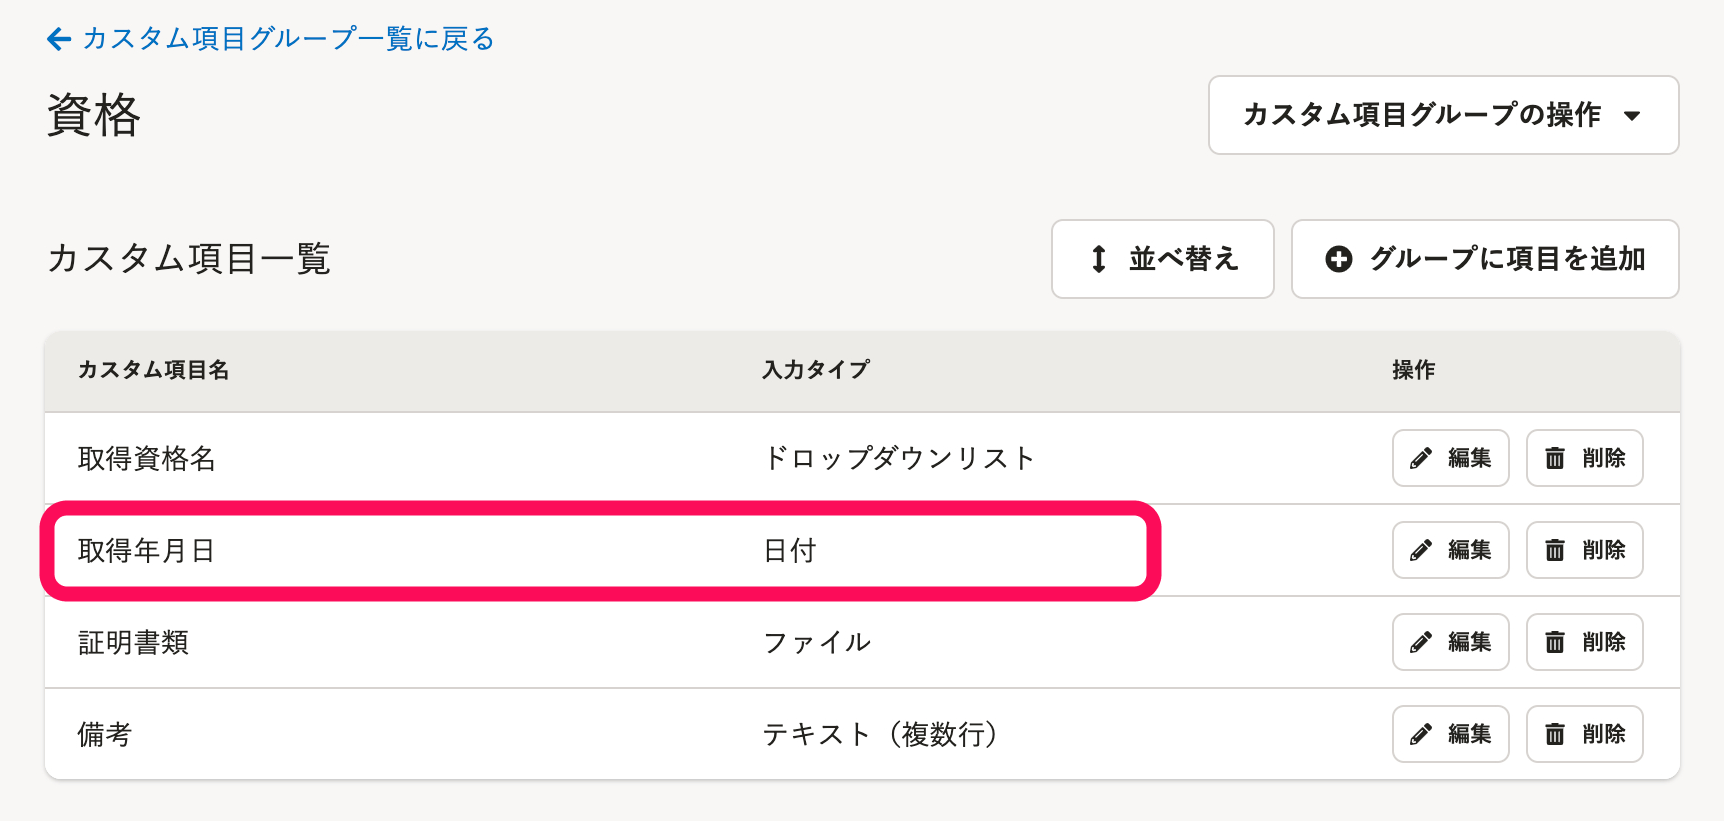 カスタム項目グループ一覧に戻る
資格
カスタム項目グループの操作
カスタム項目一覧
並べ替え
グループに項目を追加
カスタム項目名 入力タイプ 操作
取得資格名 ドロップダウンリスト 編集 削除
取得年月日 日付 編集 削除
証明書類 ファイル 編集 削除
備考 テキスト（複数行） 編集 削除